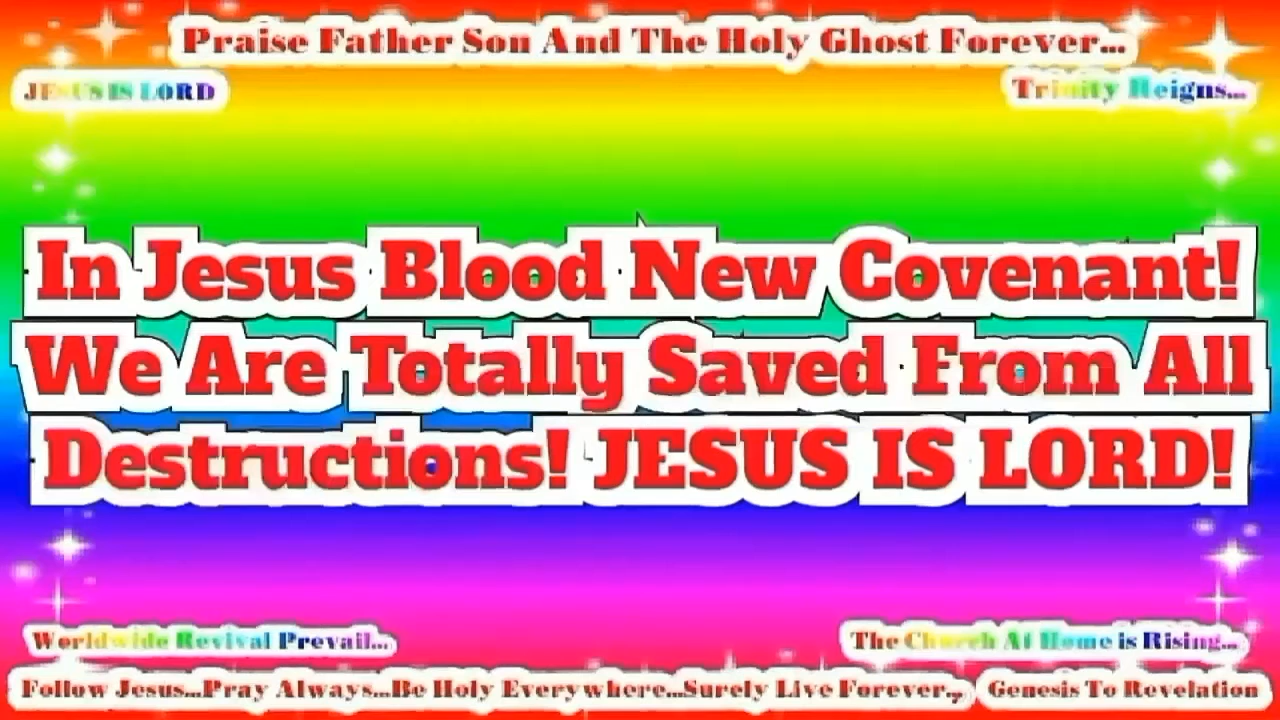 Praise Father Son And The Holy Ghost Forever...
JESUS IS LORD
Trinity Reigns...
In Jesus Blood New Covenant!
We Are Totally Saved From All
Destructions! JESUS IS LORD!
Worldwide Revival Prevail...
The Church At Home is Rising...
Follow Jesus...Pray Always...Be Holy Everywhere...Surely Live Forever..,
Genesis To Revelation